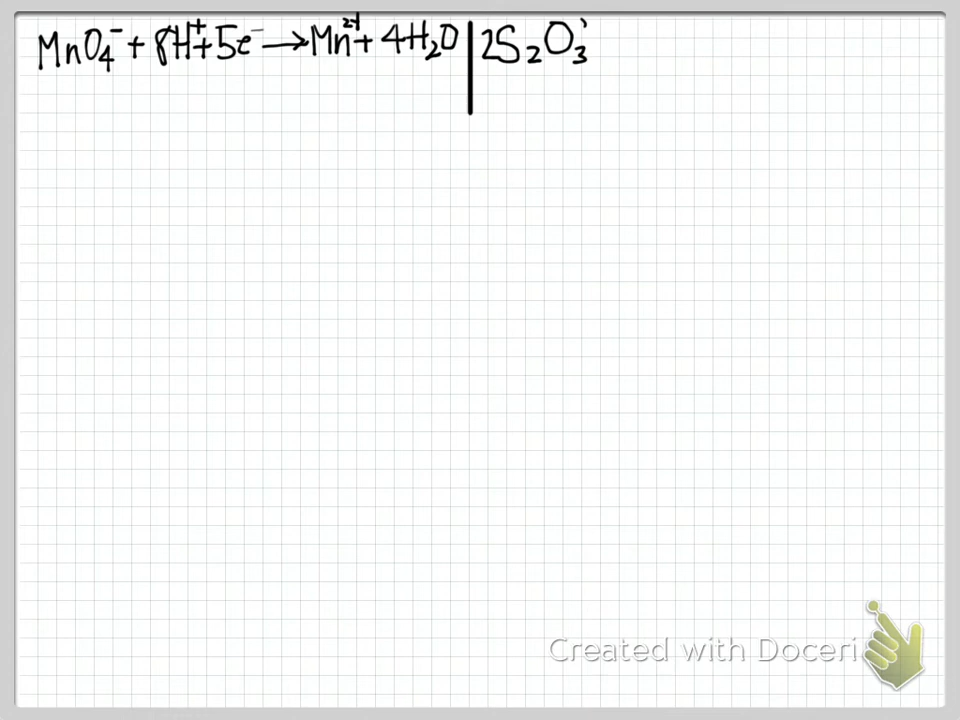 MnO₄⁻ + 8H⁺ + 5e⁻ → Mn²⁺ + 4H₂O | 2S₂O₃
Created with Doceri